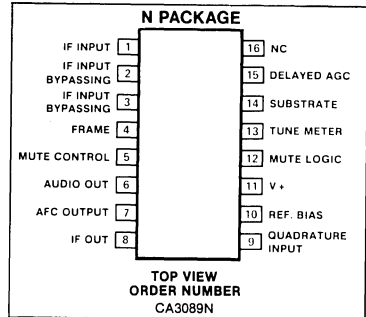 N PACKAGE
IF INPUT 1
IF INPUT
BYPASSING 2
IF INPUT
BYPASSING 3
FRAME 4
MUTE CONTROL 5
AUDIO OUT 6
AFC OUTPUT 7
IF OUT 8
16 NC
15 DELAYED AGC
14 SUBSTRATE
13 TUNE METER
12 MUTE LOGIC
11 V +
10 REF. BIAS
9 QUADRATURE
INPUT
TOP VIEW
ORDER NUMBER
CA3089N